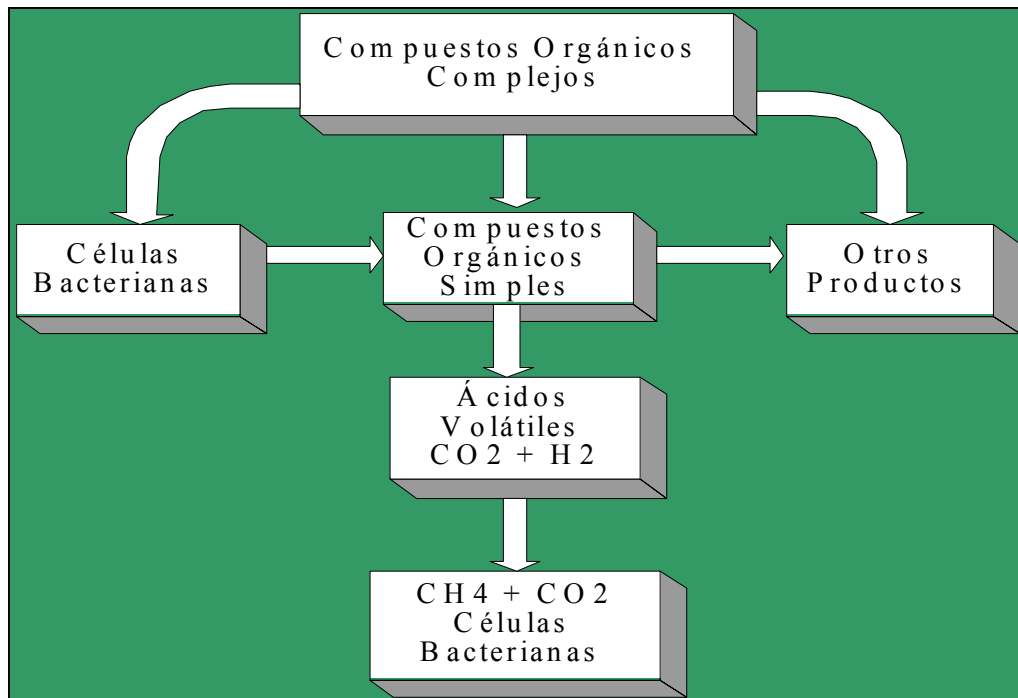 Compuestos Orgánicos
Complejos
Células
Bacterianas
Compuestos
Orgánicos
Simples
Otros
Productos
Ácidos
Volátiles
CO2 + H2
CH4 + CO2
Células
Bacterianas